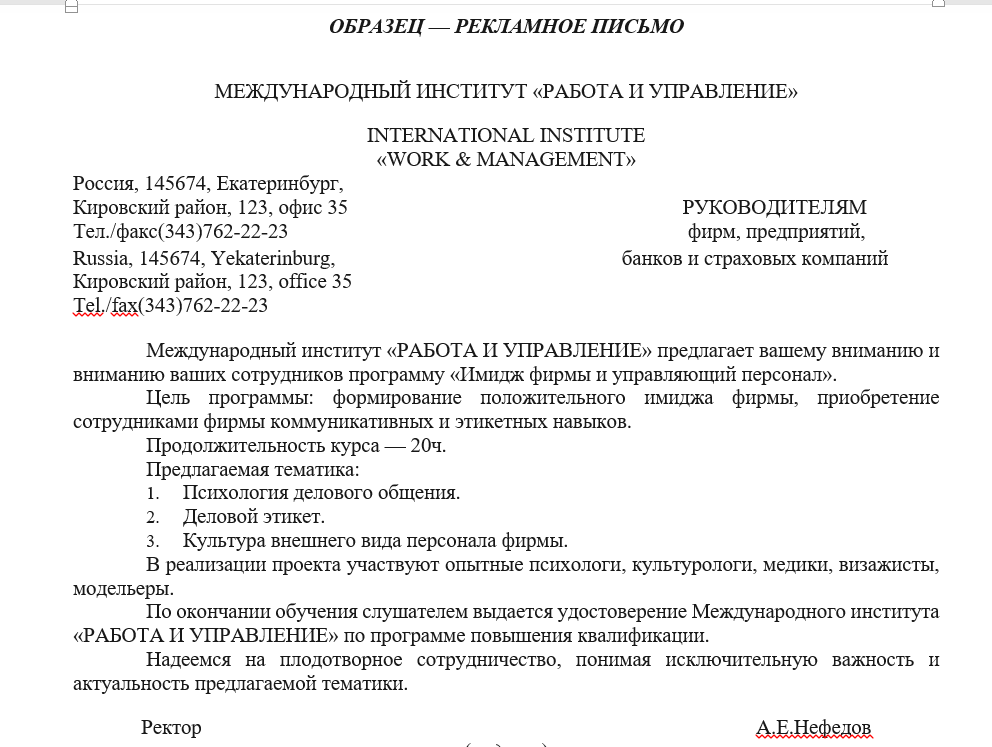 ОБРАЗЕЦ — РЕКЛАМНОЕ ПИСЬМО
МЕЖДУНАРОДНЫЙ ИНСТИТУТ «РАБОТА И УПРАВЛЕНИЕ»
INTERNATIONAL INSTITUTE
«WORK & MANAGEMENT»
Россия, 145674, Екатеринбург,
Кировский район, 123, офис 35
Тел./факс(343)762-22-23
Russia, 145674, Yekaterinburg,
Кировский район, 123, office 35
Tel./fax(343)762-22-23
РУКОВОДИТЕЛЯМ
фирм, предприятий,
банков и страховых компаний
Международный институт «РАБОТА И УПРАВЛЕНИЕ» предлагает вашему вниманию и
вниманию ваших сотрудников программу «Имидж фирмы и управляющий персонал».
Цель программы: формирование положительного имиджа фирмы, приобретение
сотрудниками фирмы коммуникативных и этикетных навыков.
Продолжительность курса — 20ч.
Предлагаемая тематика:
1. Психология делового общения.
2. Деловой этикет.
3. Культура внешнего вида персонала фирмы.
В реализации проекта участвуют опытные психологи, культурологи, медики, визажисты,
модельеры.
По окончании обучения слушателем выдается удостоверение Международного института
«РАБОТА И УПРАВЛЕНИЕ» по программе повышения квалификации.
Надеемся на плодотворное сотрудничество, понимая исключительную важность и
актуальность предлагаемой тематики.
Ректор А.Е.Нефедов